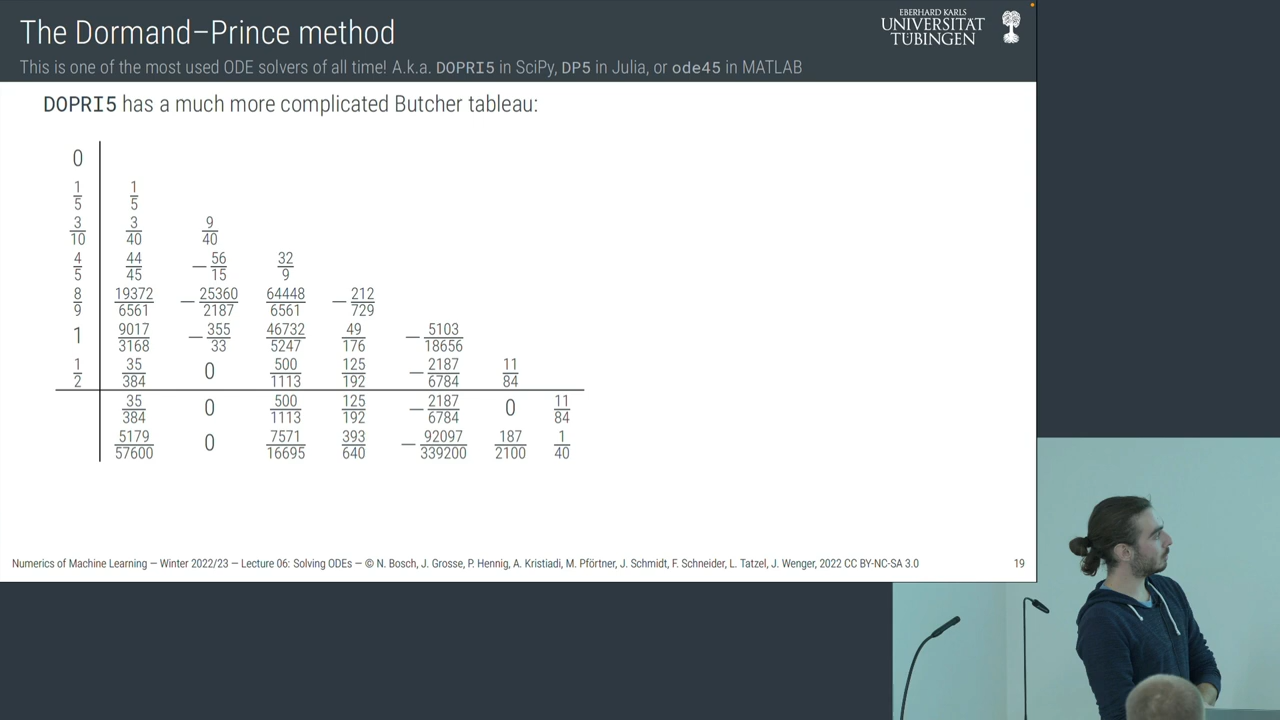 The Dormand–Prince method
This is one of the most used ODE solvers of all time! A.k.a. DOPRI5 in SciPy, DP5 in Julia, or ode45 in MATLAB
EBERHARD KARLS
UNIVERSITÄT
TÜBINGEN
DOPRI5 has a much more complicated Butcher tableau:
0
1/5 1/5
3/10 3/40 9/40
4/5 44/45 −56/15 32/9
8/9 19372/6561 −25360/2187 64448/6561 −212/729
1 9017/3168 −355/33 46732/5247 49/176 −5103/18656
1/2 35/384 0 500/1113 125/192 −2187/6784 11/84
35/384 0 500/1113 125/192 −2187/6784 0 11/84
5179/57600 0 7571/16695 393/640 −92097/339200 187/2100 1/40
Numerics of Machine Learning — Winter 2022/23 — Lecture 06: Solving ODEs — © N. Bosch, J. Grosse, P. Hennig, A. Kristiadi, M. Pförtner, J. Schmidt, F. Schneider, L. Tatzel, J. Wenger, 2022 CC BY-NC-SA 3.0
19